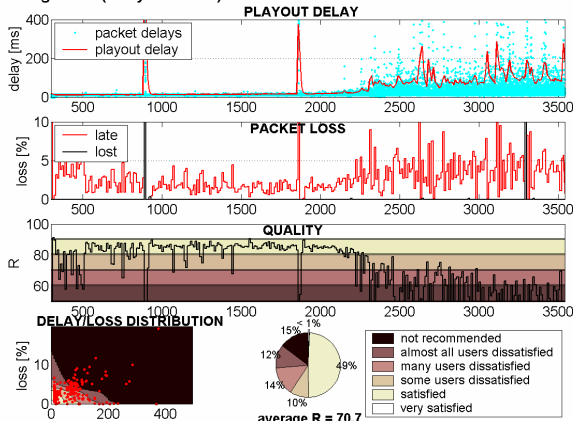 PLAYOUT DELAY
400
200
0
delay [ms]
packet delays
playout delay
500 1000 1500 2000 2500 3000 3500
PACKET LOSS
10
5
0
loss [%]
late
lost
500 1000 1500 2000 2500 3000 3500
QUALITY
100
80
60
R
500 1000 1500 2000 2500 3000 3500
DELAY/LOSS DISTRIBUTION
10
0
loss [%]
0 200 400
< 1%
15%
12%
14%
10%
49%
average R = 70.7
not recommended
almost all users dissatisfied
many users dissatisfied
some users dissatisfied
satisfied
very satisfied